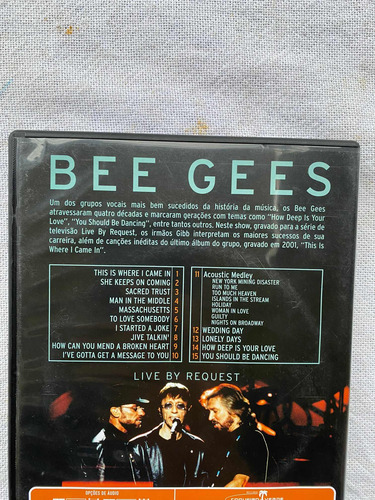 BEE GEES
Um dos grupos vocais mais bem sucedidos da história da música, os Bee Gees
atravessaram quatro décadas e marcaram gerações com temas como "How Deep Is Your
Love", "You Should Be Dancing", entre tantos outros. Neste show, gravado para a série de
televisão Live By Request, os irmãos Gibb interpretam os maiores sucessos de sua
carreira, além de canções inéditas do último álbum do grupo, gravado em 2001, "This Is
Where I Came In".
THIS IS WHERE I CAME IN 1
SHE KEEPS ON COMING 2
SACRED TRUST 3
MAN IN THE MIDDLE 4
MASSACHUSETTS 5
TO LOVE SOMEBODY 6
I STARTED A JOKE 7
JIVE TALKIN' 8
HOW CAN YOU MEND A BROKEN HEART 9
I'VE GOTTA GET A MESSAGE TO YOU 10
11 Acoustic Medley
NEW YORK MINING DISASTER
RUN TO ME
TOO MUCH HEAVEN
ISLANDS IN THE STREAM
HOLIDAY
WOMAN IN LOVE
GUILTY
NIGHTS ON BROADWAY
12 WEDDING DAY
13 LONELY DAYS
14 HOW DEEP IS YOUR LOVE
15 YOU SHOULD BE DANCING
LIVE BY REQUEST
OPÇÕES DE ÁUDIO